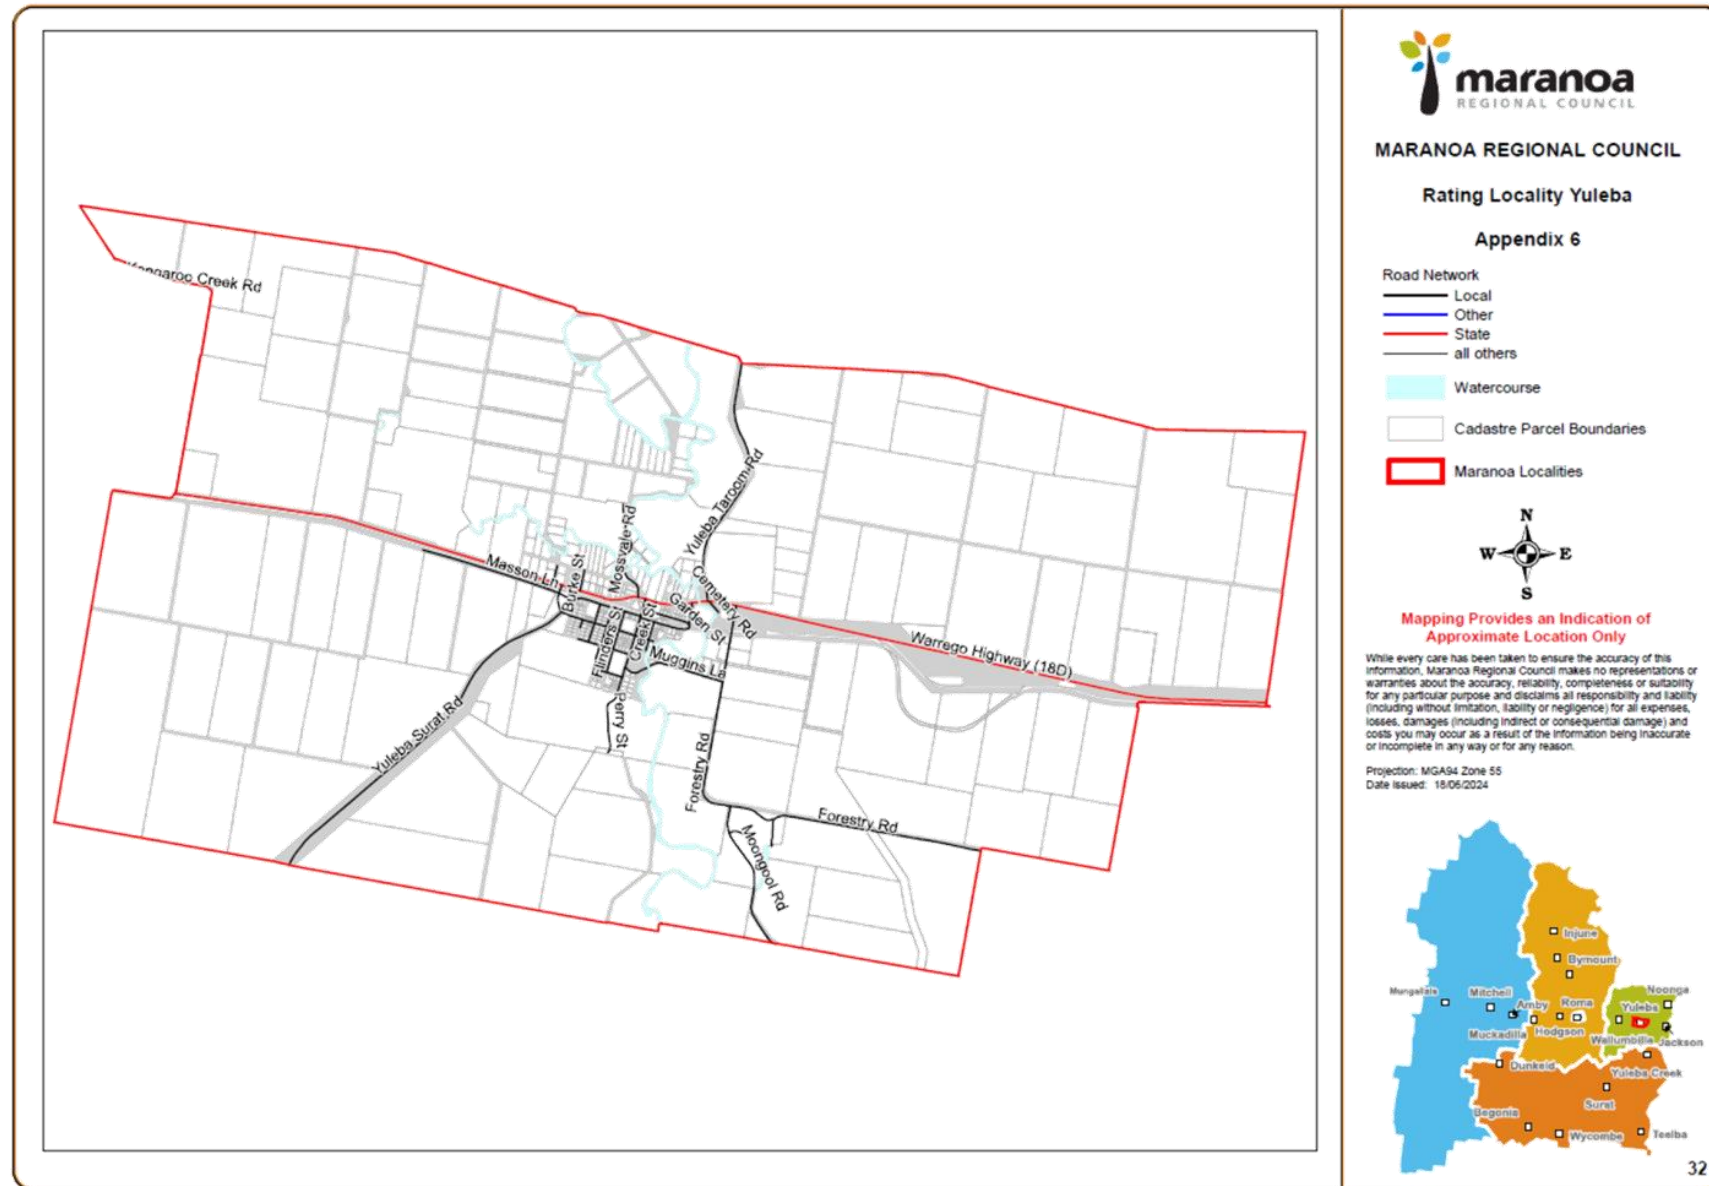 maranoa
REGIONAL COUNCIL
MARANOA REGIONAL COUNCIL
Rating Locality Yuleba
Appendix 6
Road Network
Local
Other
State
all others
Watercourse
Cadastre Parcel Boundaries
Maranoa Localities
N
W
E
S
Mapping Provides an Indication of
Approximate Location Only
While every care has been taken to ensure the accuracy of this
information, Maranoa Regional Council makes no representations or
warranties about the accuracy, reliability, completeness or suitability
for any particular purpose and disclaims all responsibility and liability
(including without limitation, liability or negligence) for all expenses,
losses, damages (including indirect or consequential damage) and
costs you may occur as a result of the information being inaccurate
or incomplete in any way or for any reason.
Projection: MGA94 Zone 55
Date issued: 18/06/2024
Creek Rd
Yuleba Taroom Rd
Mossvale Rd
Masson Ln
Burke St
Cemetery Rd
Garden St
Flinders St
Creek St
Muggins La
Warrego Highway (18D)
Perry St
Yuleba Surat Rd
Forestry Rd
Forestry Rd
Moongool Rd
Injune
Bymount
Mungallala
Mitchell
Amby
Roma
Noonga
Yuleba
Muckadilla
Hodgson
Wallumbilla
Jackson
Dunkeld
Yuleba Creek
Surat
Begonia
Wycombe
Teelba
32